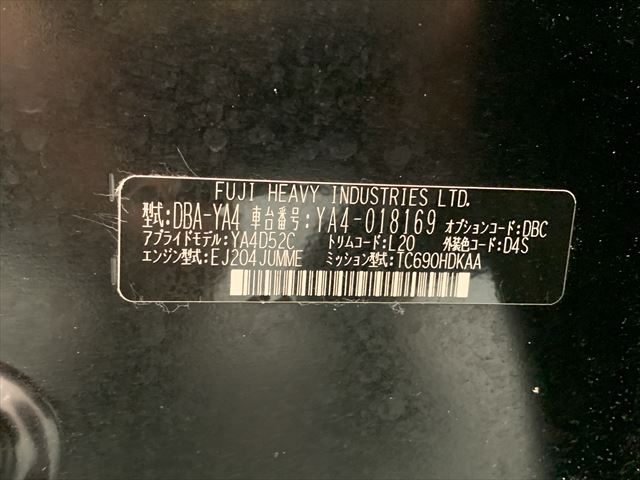 FUJI HEAVY INDUSTRIES LTD.
型式:DBA-YA4 車台番号:YA4-018169 オプションコード:DBC
アプライドモデル:YA4D52C トリムコード:L20 外装色コード:D4S
エンジン型式:EJ204JUMME ミッション型式:TC690HDKAA